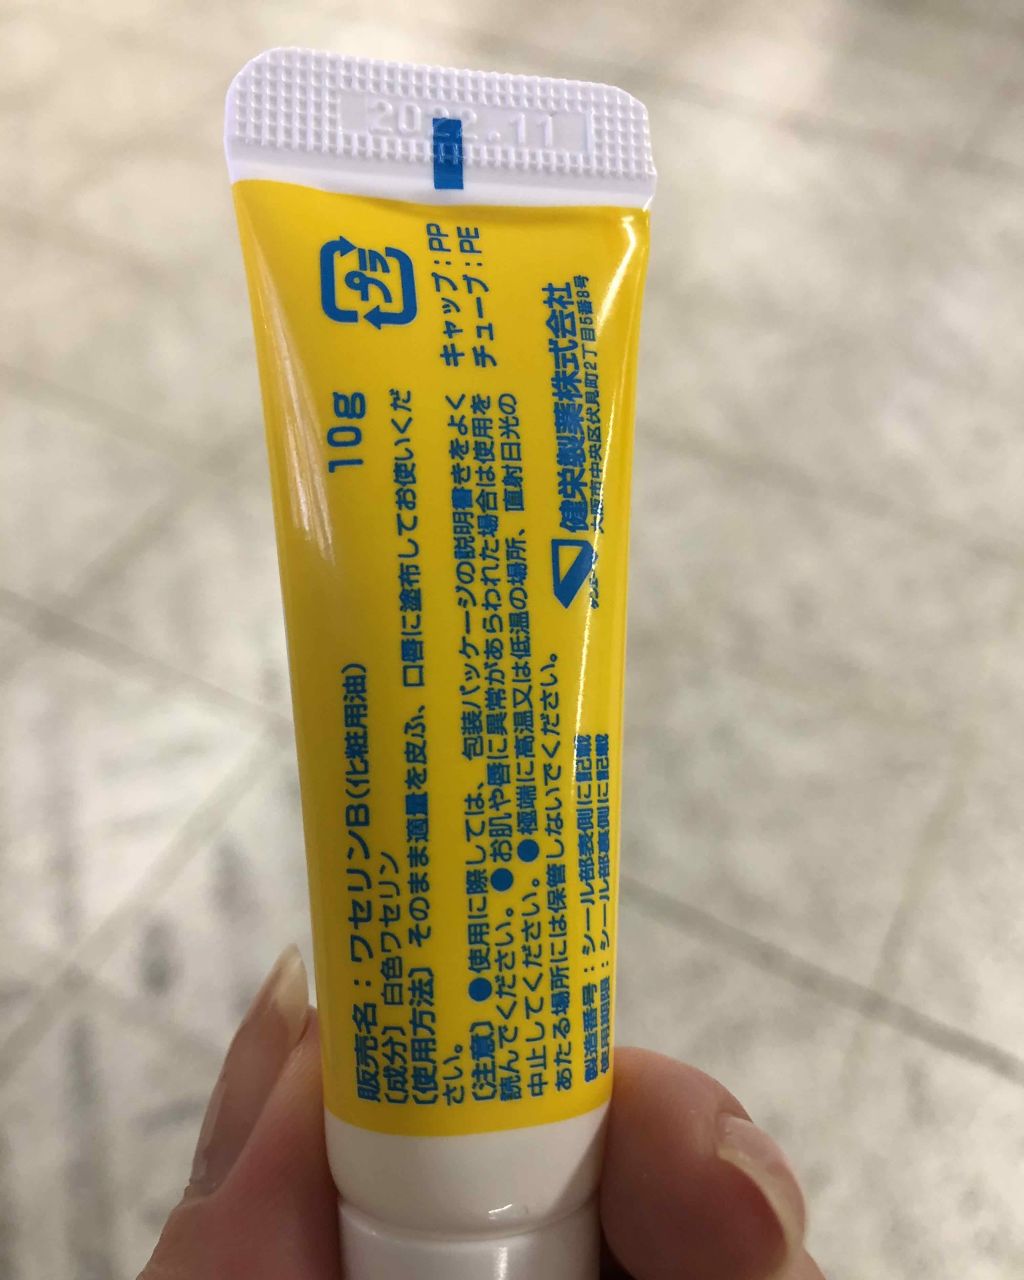 2022.11
プラ
販売名：ワセリンB(化粧用油)　10g
〔成分〕白色ワセリン
〔使用方法〕そのまま適量を皮ふ、口唇に塗布してお使いくだ
さい。
〔注意〕●使用に際しては、包装パッケージの説明書きをよく
読んでください。●お肌や唇に異常があらわれた場合は使用を
中止してください。●極端に高温又は低温の場所、直射日光の
あたる場所には保管しないでください。
製造番号：シール部表側に記載
使用期限：シール部裏側に記載
キャップ：PP
チューブ：PE
健栄製薬株式会社
大阪市中央区伏見町2丁目5番8号